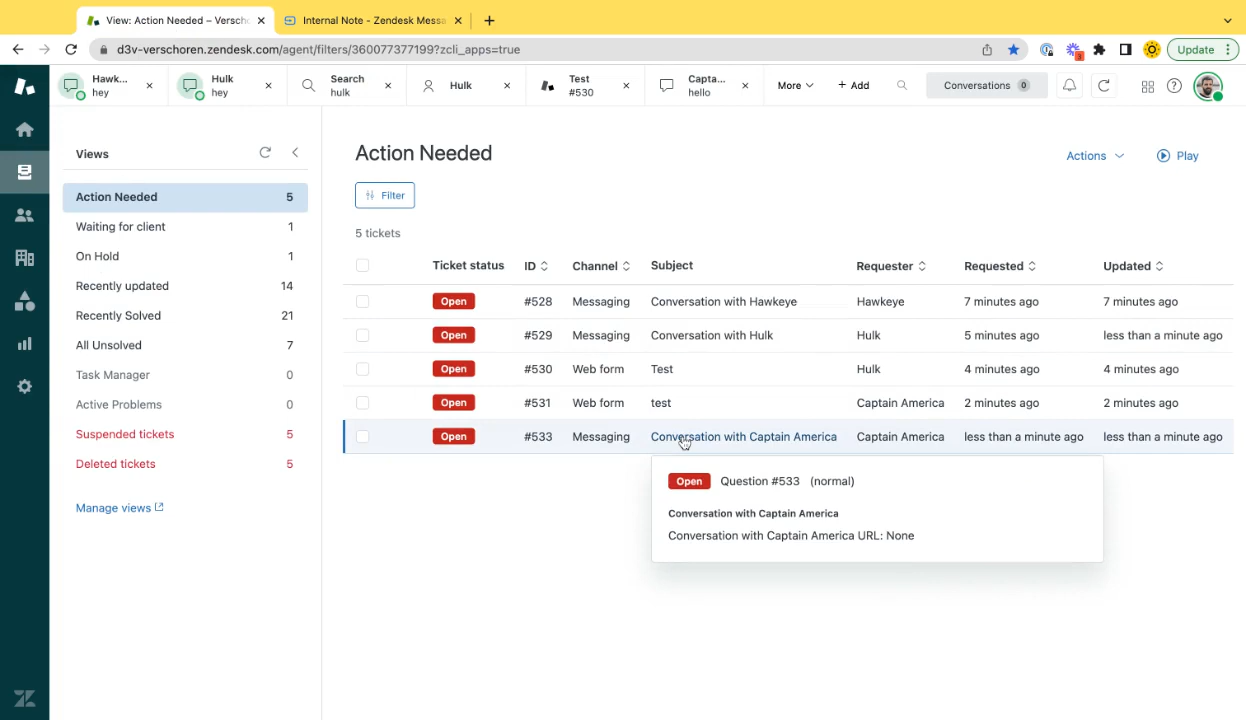 View: Action Needed – Verschc
Internal Note - Zendesk Messa
d3v-verschoren.zendesk.com/agent/filters/360077377199?zcli_apps=true
3
Update
Hawk...
hey
Hulk
hey
Search
hulk
Hulk
Test
#530
Capta...
hello
More
+ Add
Conversations 0
Views
Action Needed 5
Waiting for client 1
On Hold 1
Recently updated 14
Recently Solved 21
All Unsolved 7
Task Manager 0
Active Problems 0
Suspended tickets 5
Deleted tickets 5
Manage views
Action Needed
Actions
Play
Filter
5 tickets
Ticket status ID Channel Subject Requester Requested Updated
Open #528 Messaging Conversation with Hawkeye Hawkeye 7 minutes ago 7 minutes ago
Open #529 Messaging Conversation with Hulk Hulk 5 minutes ago less than a minute ago
Open #530 Web form Test Hulk 4 minutes ago 4 minutes ago
Open #531 Web form test Captain America 2 minutes ago 2 minutes ago
Open #533 Messaging Conversation with Captain America Captain America less than a minute ago less than a minute ago
Open Question #533 (normal)
Conversation with Captain America
Conversation with Captain America URL: None